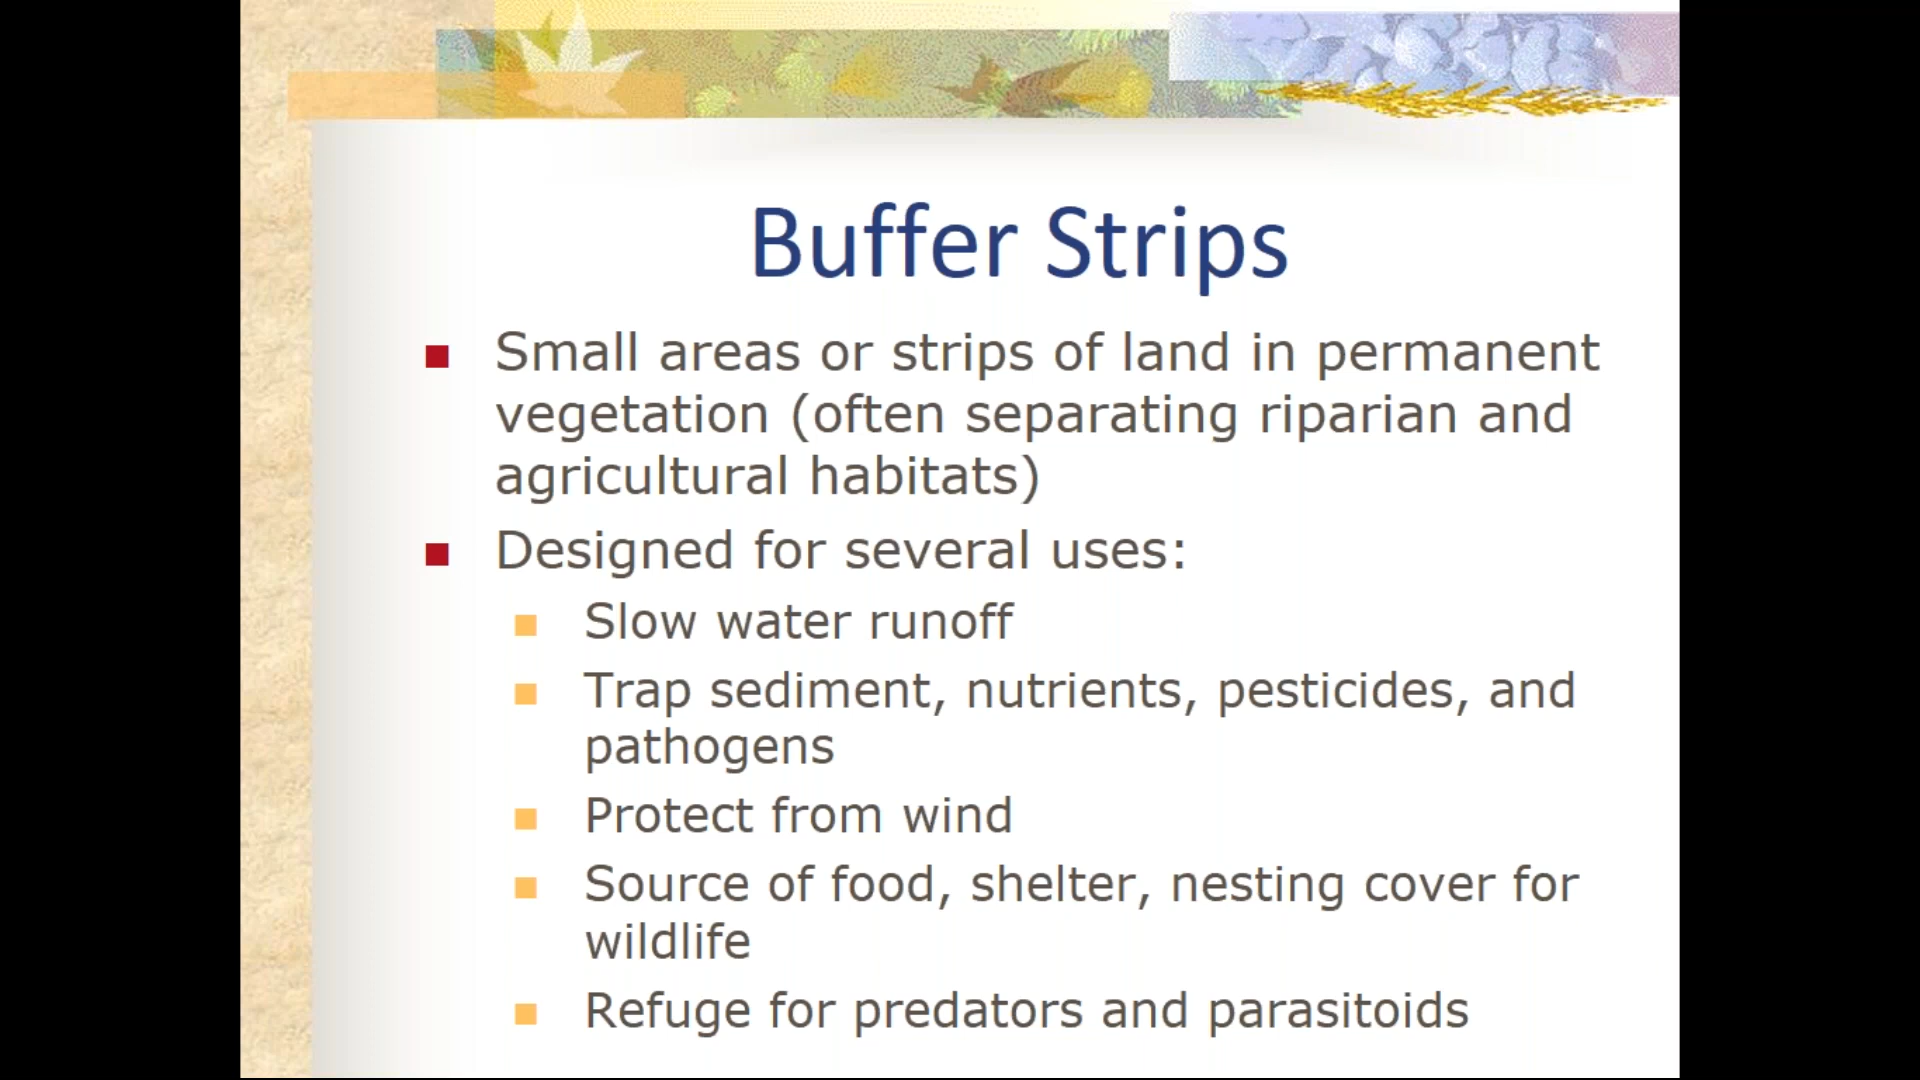 Buffer Strips
Small areas or strips of land in permanent
vegetation (often separating riparian and
agricultural habitats)
Designed for several uses:
Slow water runoff
Trap sediment, nutrients, pesticides, and
pathogens
Protect from wind
Source of food, shelter, nesting cover for
wildlife
Refuge for predators and parasitoids